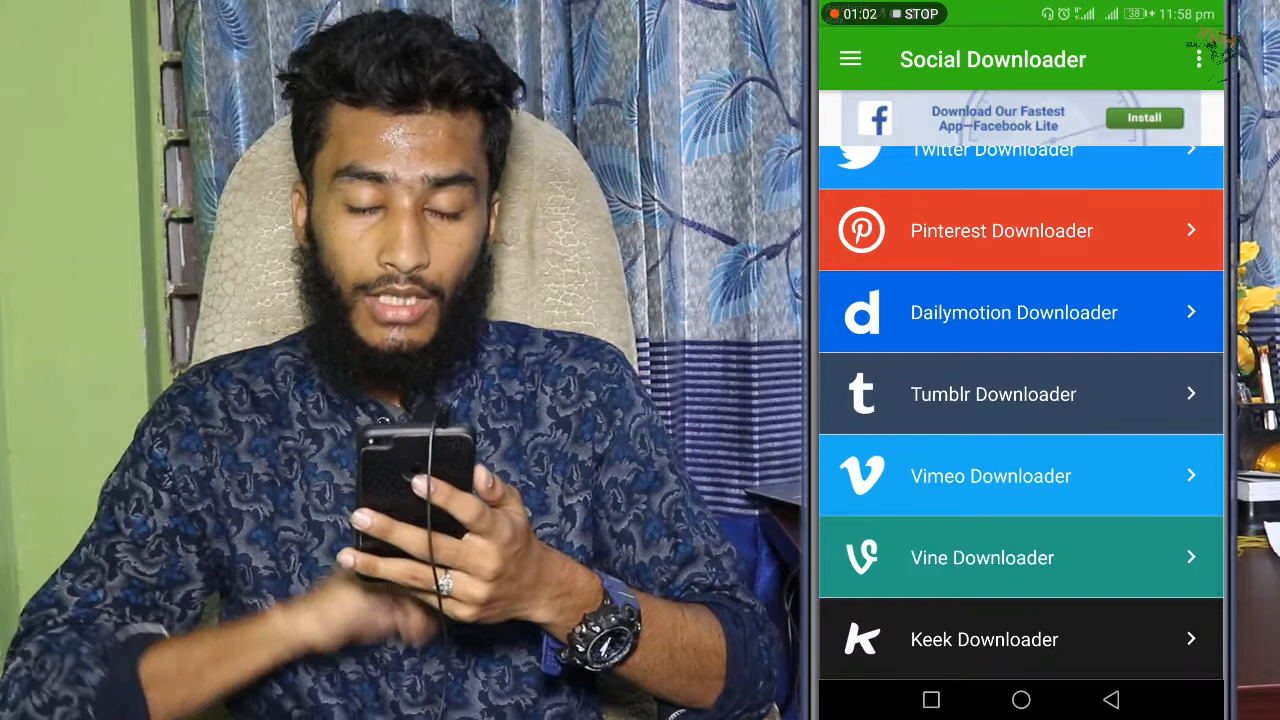 01:02 STOP 38 11:58 pm
Social Downloader
Download Our Fastest
App—Facebook Lite
Install
Twitter Downloader
Pinterest Downloader
Dailymotion Downloader
Tumblr Downloader
Vimeo Downloader
Vine Downloader
Keek Downloader